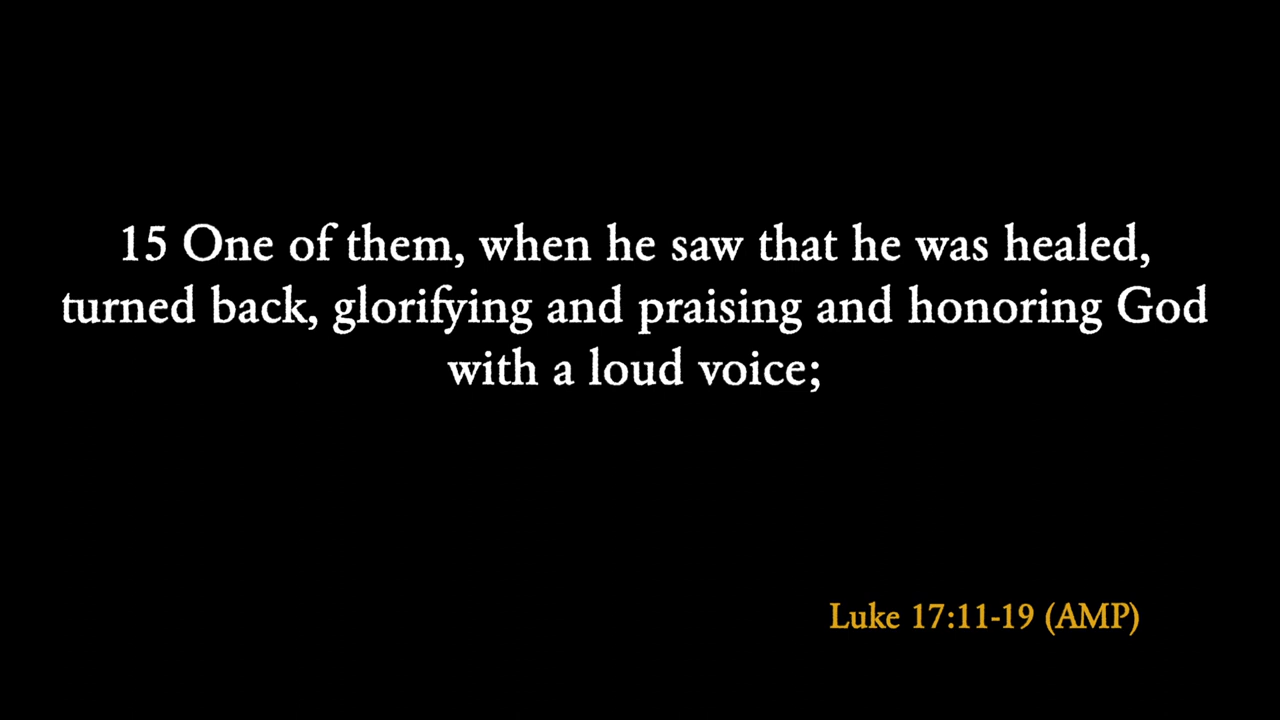 15 One of them, when he saw that he was healed,
turned back, glorifying and praising and honoring God
with a loud voice;
Luke 17:11-19 (AMP)